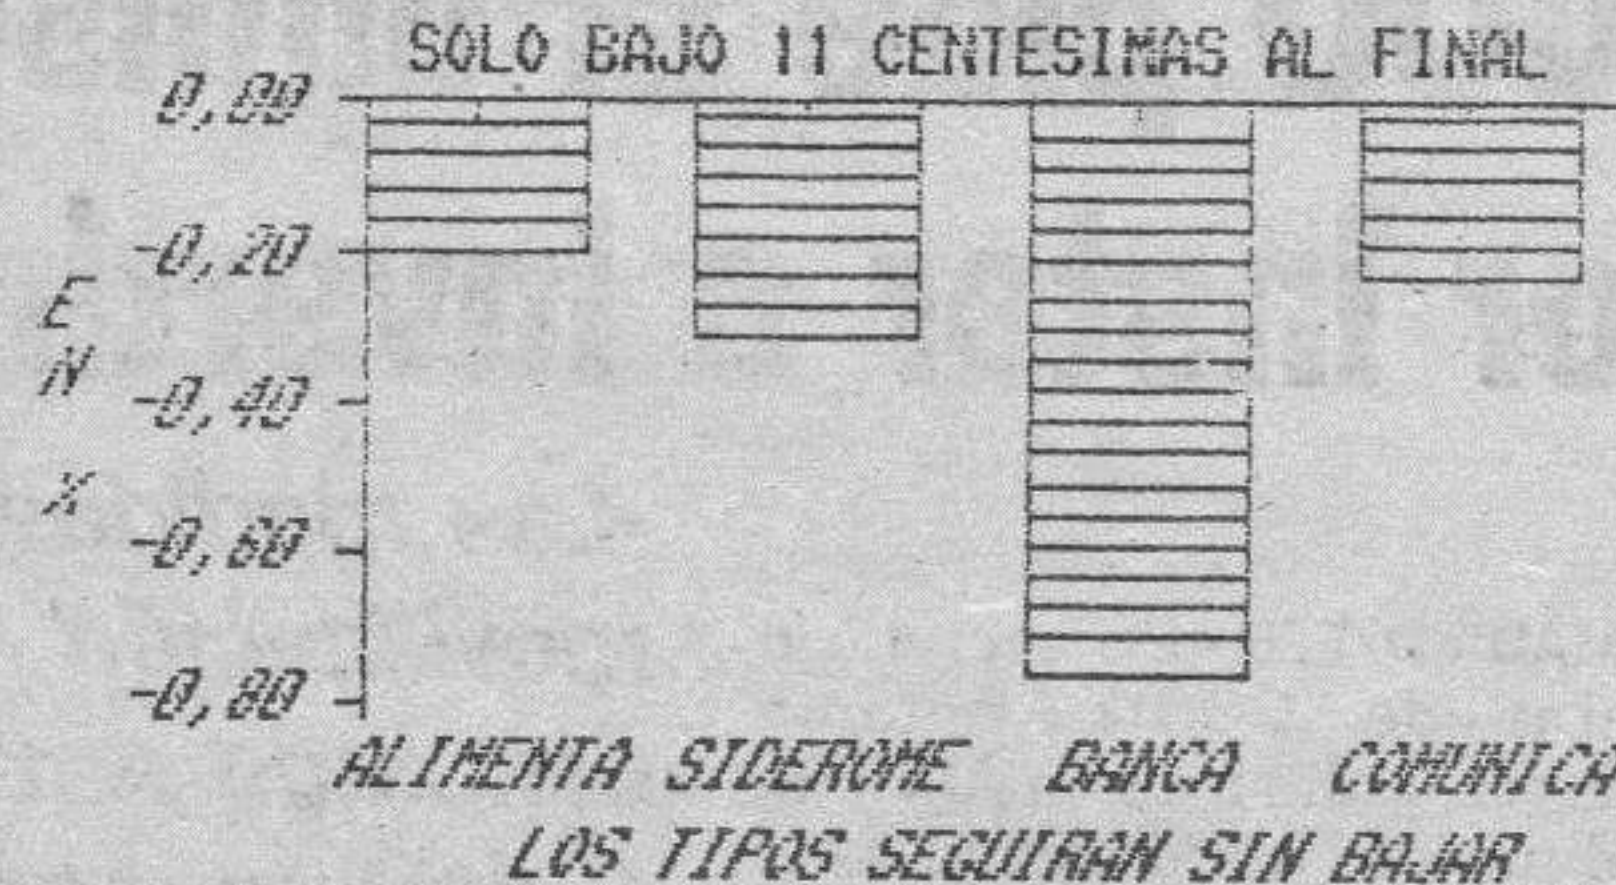 SOLO BAJO 11 CENTESIMAS AL FINAL
0,00
-0,20
-0,40
-0,60
-0,80
EN %
ALIMENTA SIDEROME BANCA COMUNICA
LOS TIPOS SEGUIRAN SIN BAJAR